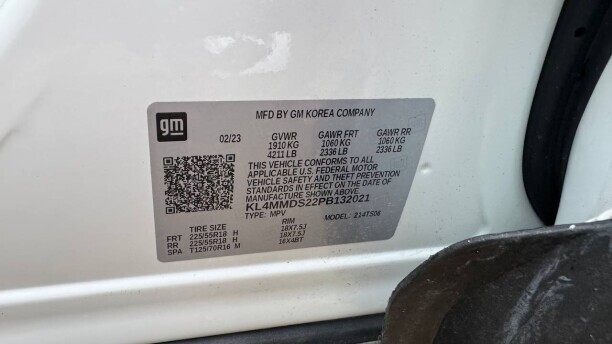 gm
MFD BY GM KOREA COMPANY
02/23 GVWR GAWR FRT GAWR RR
1910 KG 1060 KG 1060 KG
4211 LB 2336 LB 2336 LB
THIS VEHICLE CONFORMS TO ALL
APPLICABLE U.S. FEDERAL MOTOR
VEHICLE SAFETY AND THEFT PREVENTION
STANDARDS IN EFFECT ON THE DATE OF
MANUFACTURE SHOWN ABOVE.
KL4MMDS22PB132021
TYPE: MPV MODEL: 214TS06
TIRE SIZE RIM
FRT 225/55R18 H 18X7.5J
RR 225/55R18 H 18X7.5J
SPA T125/70R16 M 16X4BT